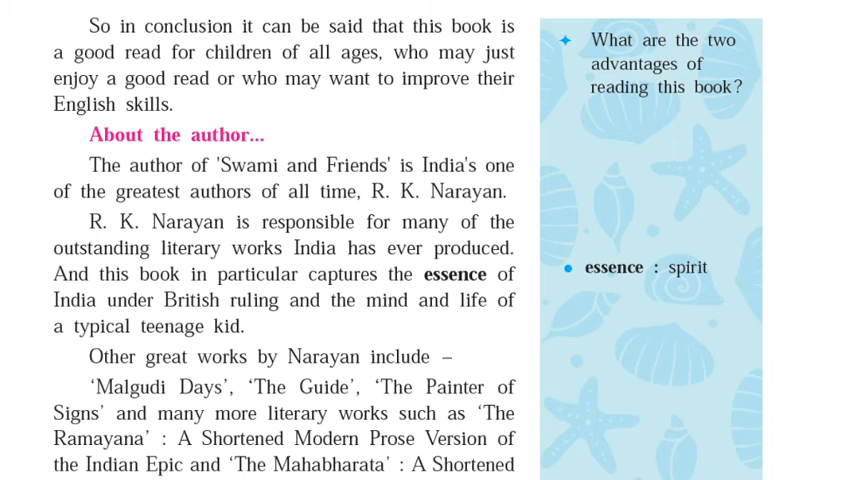 So in conclusion it can be said that this book is
a good read for children of all ages, who may just
enjoy a good read or who may want to improve their
English skills.
About the author...
The author of 'Swami and Friends' is India's one
of the greatest authors of all time, R. K. Narayan.
R. K. Narayan is responsible for many of the
outstanding literary works India has ever produced.
And this book in particular captures the essence of
India under British ruling and the mind and life of
a typical teenage kid.
Other great works by Narayan include –
‘Malgudi Days’, ‘The Guide’, ‘The Painter of
Signs’ and many more literary works such as ‘The
Ramayana’ : A Shortened Modern Prose Version of
the Indian Epic and ‘The Mahabharata’ : A Shortened
✦ What are the two
advantages of
reading this book?
• essence : spirit